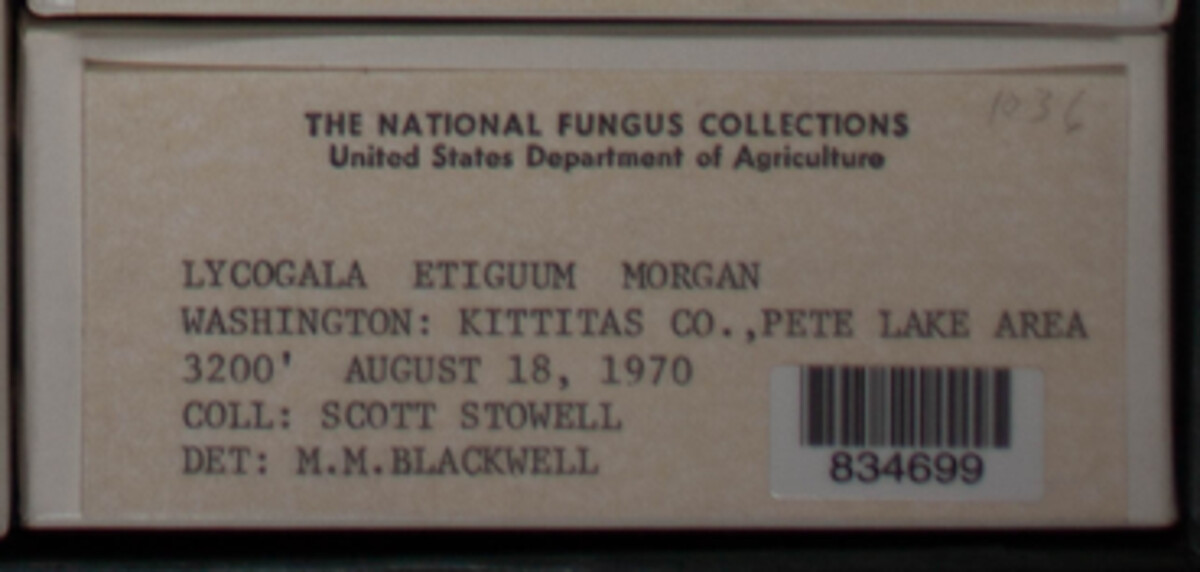 1036
THE NATIONAL FUNGUS COLLECTIONS
United States Department of Agriculture
LYCOGALA ETIGUUM MORGAN
WASHINGTON: KITTITAS CO.,PETE LAKE AREA
3200' AUGUST 18, 1970
COLL: SCOTT STOWELL
DET: M.M.BLACKWELL
834699